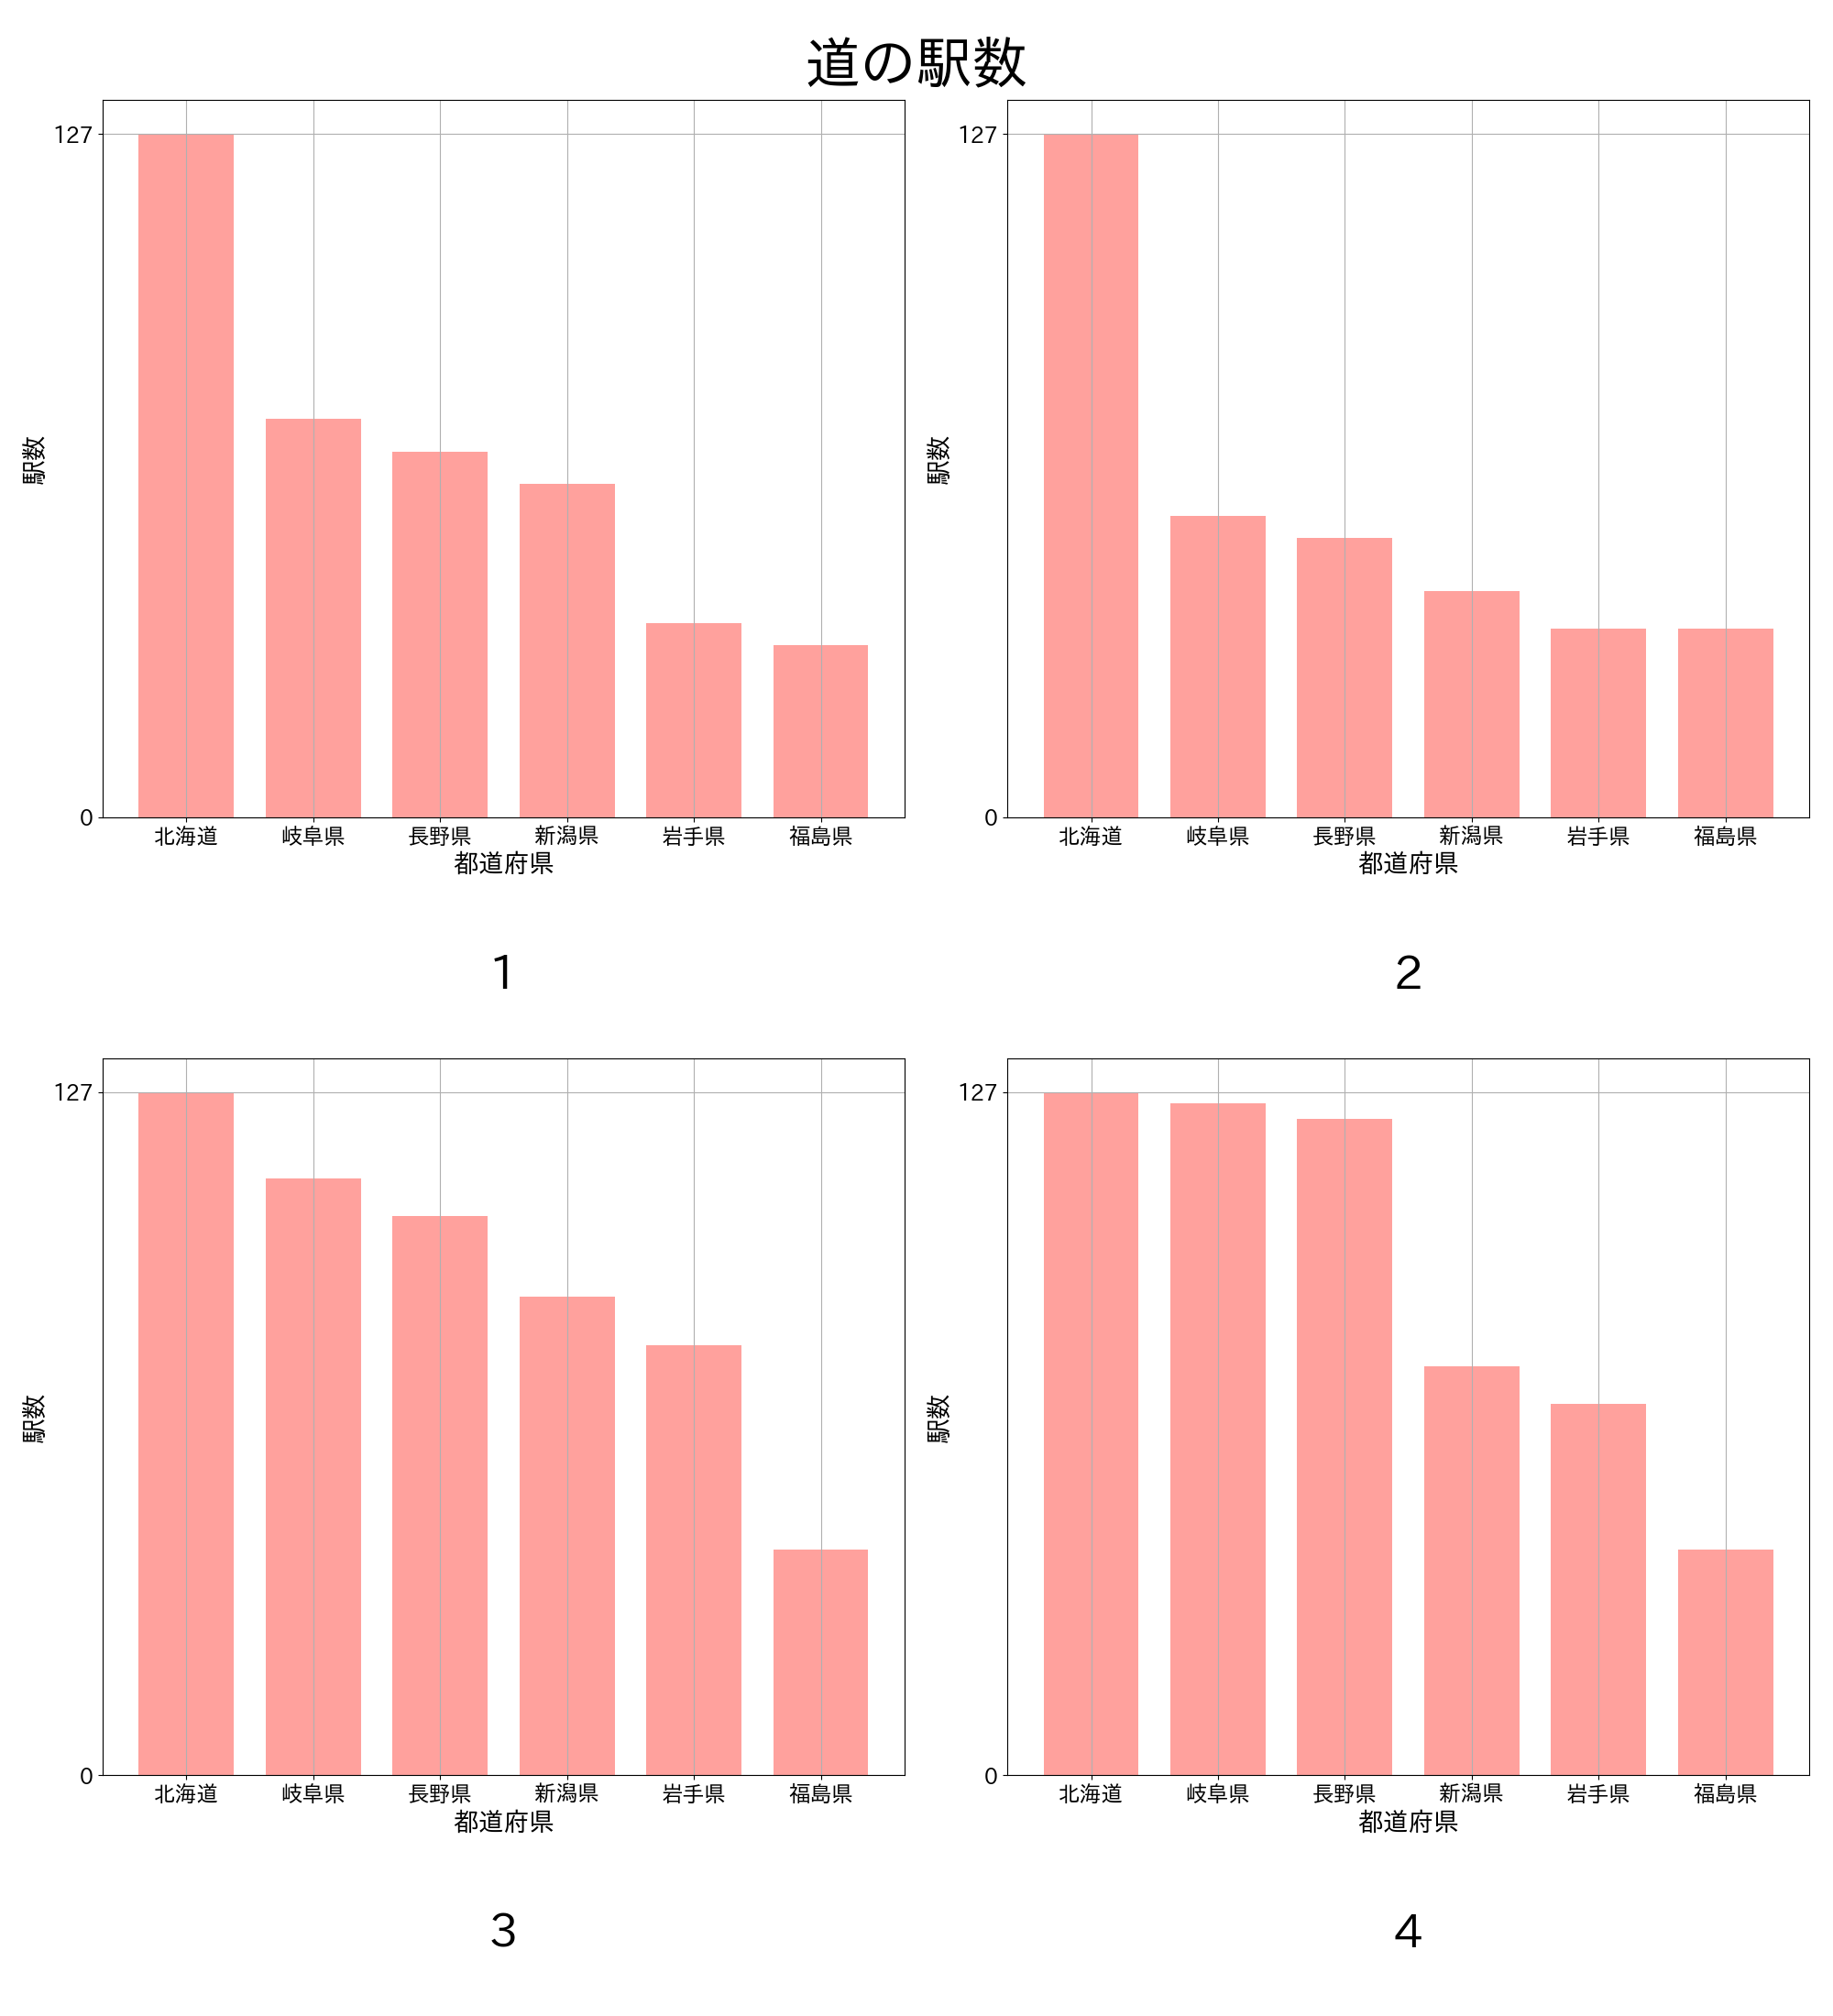 道の駅数
127
0
駅数
北海道 岐阜県 長野県 新潟県 岩手県 福島県
都道府県
1
127
0
駅数
北海道 岐阜県 長野県 新潟県 岩手県 福島県
都道府県
2
127
0
駅数
北海道 岐阜県 長野県 新潟県 岩手県 福島県
都道府県
3
127
0
駅数
北海道 岐阜県 長野県 新潟県 岩手県 福島県
都道府県
4